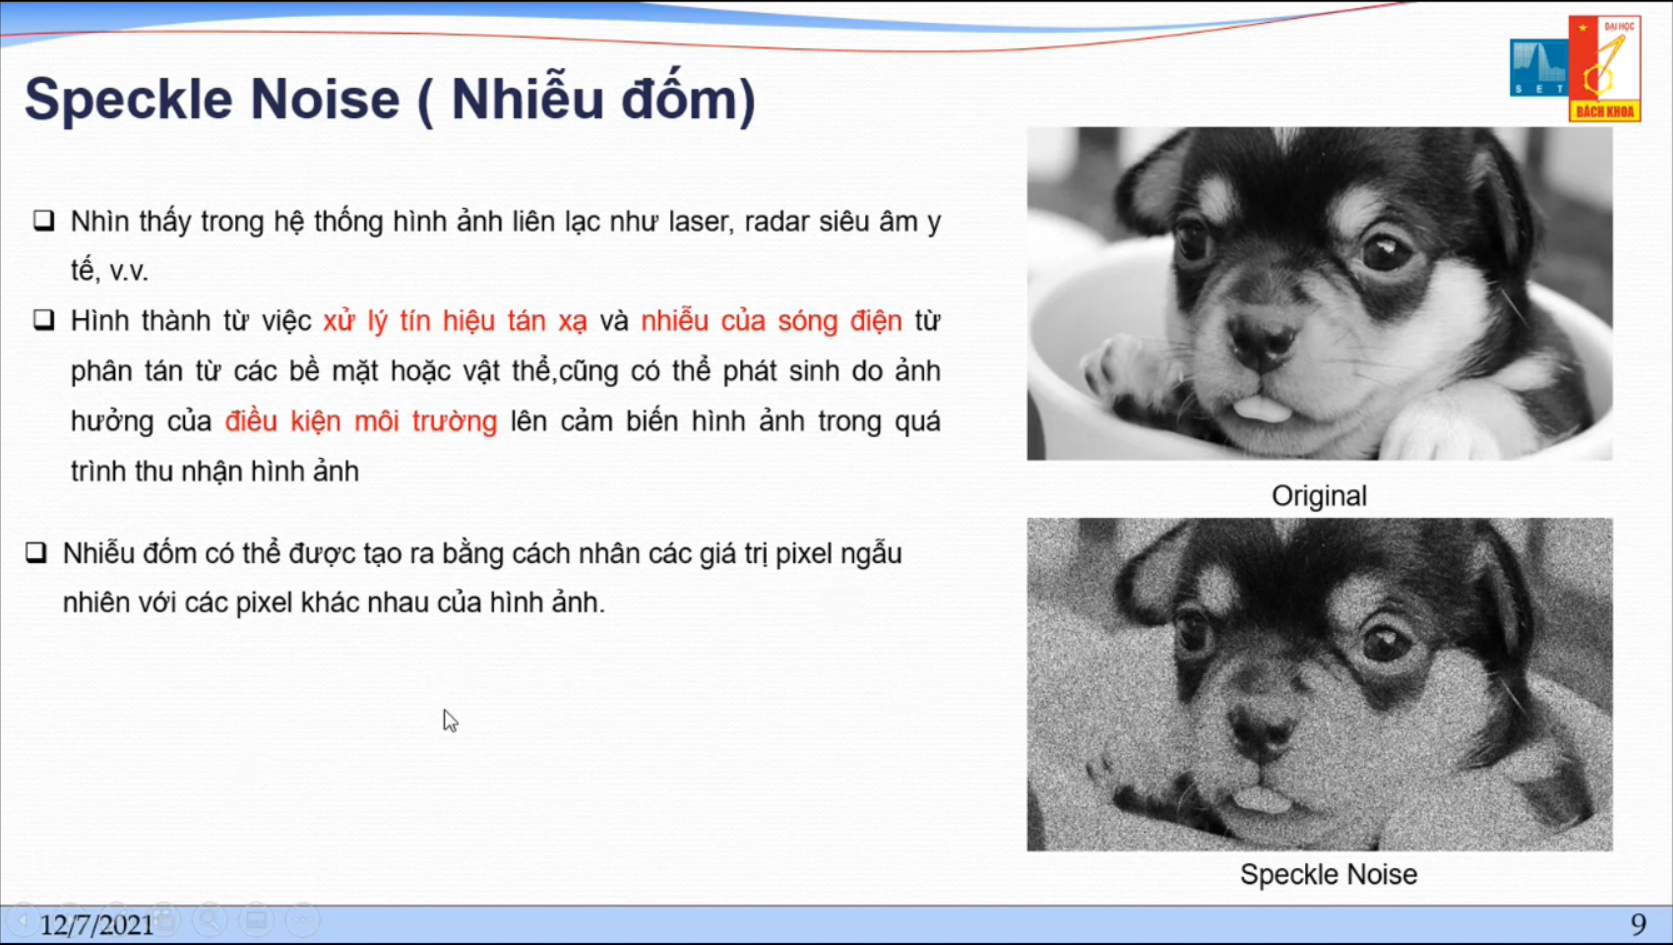 ĐẠI HỌC
S E T
BÁCH KHOA
Speckle Noise ( Nhiễu đốm)
❑ Nhìn thấy trong hệ thống hình ảnh liên lạc như laser, radar siêu âm y
tế, v.v.
❑ Hình thành từ việc xử lý tín hiệu tán xạ và nhiễu của sóng điện từ
phân tán từ các bề mặt hoặc vật thể,cũng có thể phát sinh do ảnh
hưởng của điều kiện môi trường lên cảm biến hình ảnh trong quá
trình thu nhận hình ảnh
❑ Nhiễu đốm có thể được tạo ra bằng cách nhân các giá trị pixel ngẫu
nhiên với các pixel khác nhau của hình ảnh.
Original
Speckle Noise
12/7/2021
9